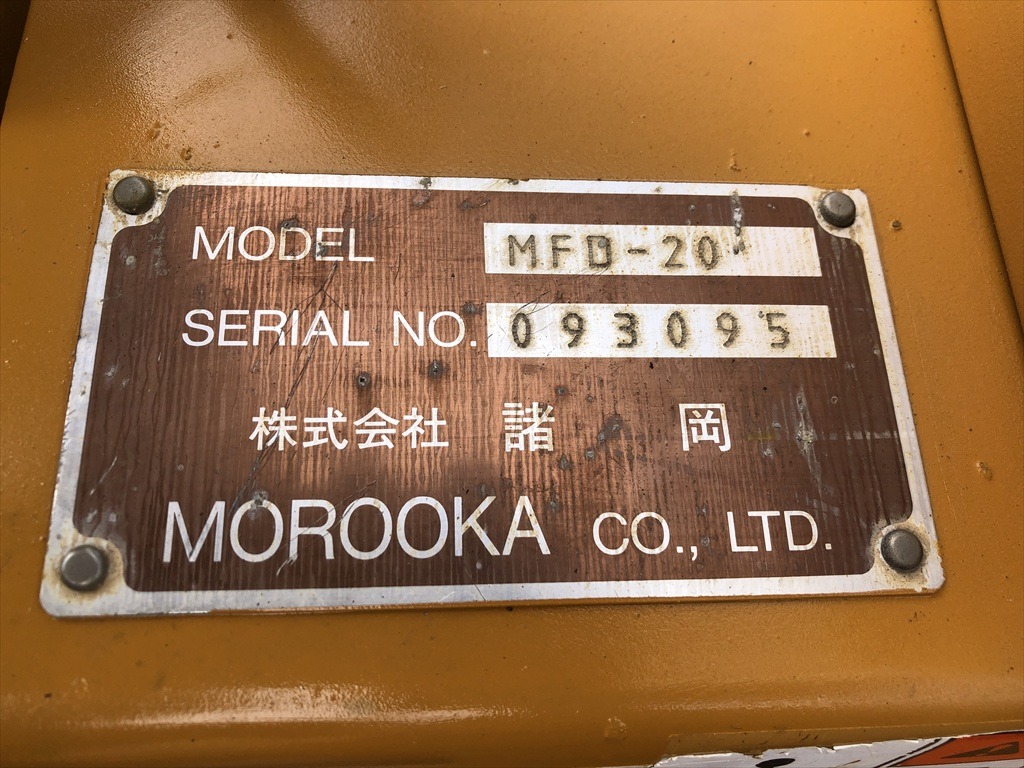 MODEL MFD-20
SERIAL NO. 093095
株式会社 諸岡
MOROOKA CO., LTD.